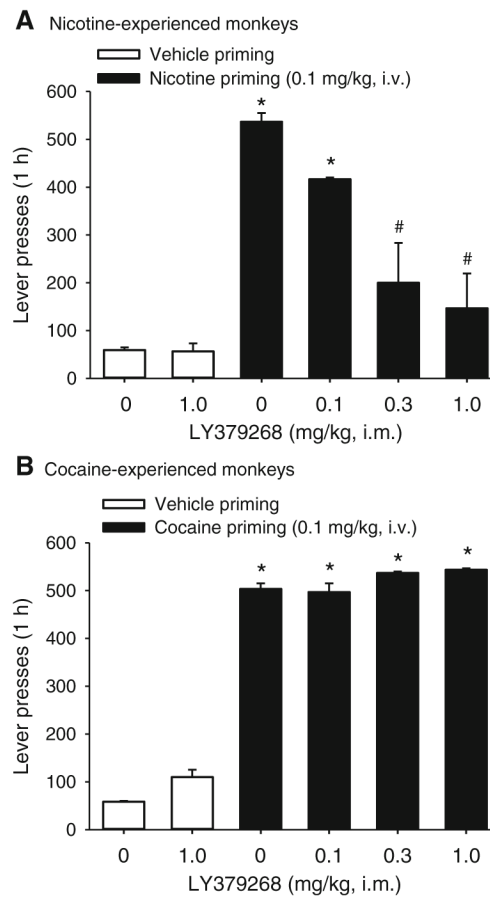 A Nicotine-experienced monkeys
Vehicle priming
Nicotine priming (0.1 mg/kg, i.v.)
600
500
400
300
200
100
0
Lever presses (1 h)
*
*
#
#
0 1.0 0 0.1 0.3 1.0
LY379268 (mg/kg, i.m.)
B Cocaine-experienced monkeys
Vehicle priming
Cocaine priming (0.1 mg/kg, i.v.)
600
500
400
300
200
100
0
Lever presses (1 h)
* * * *
0 1.0 0 0.1 0.3 1.0
LY379268 (mg/kg, i.m.)